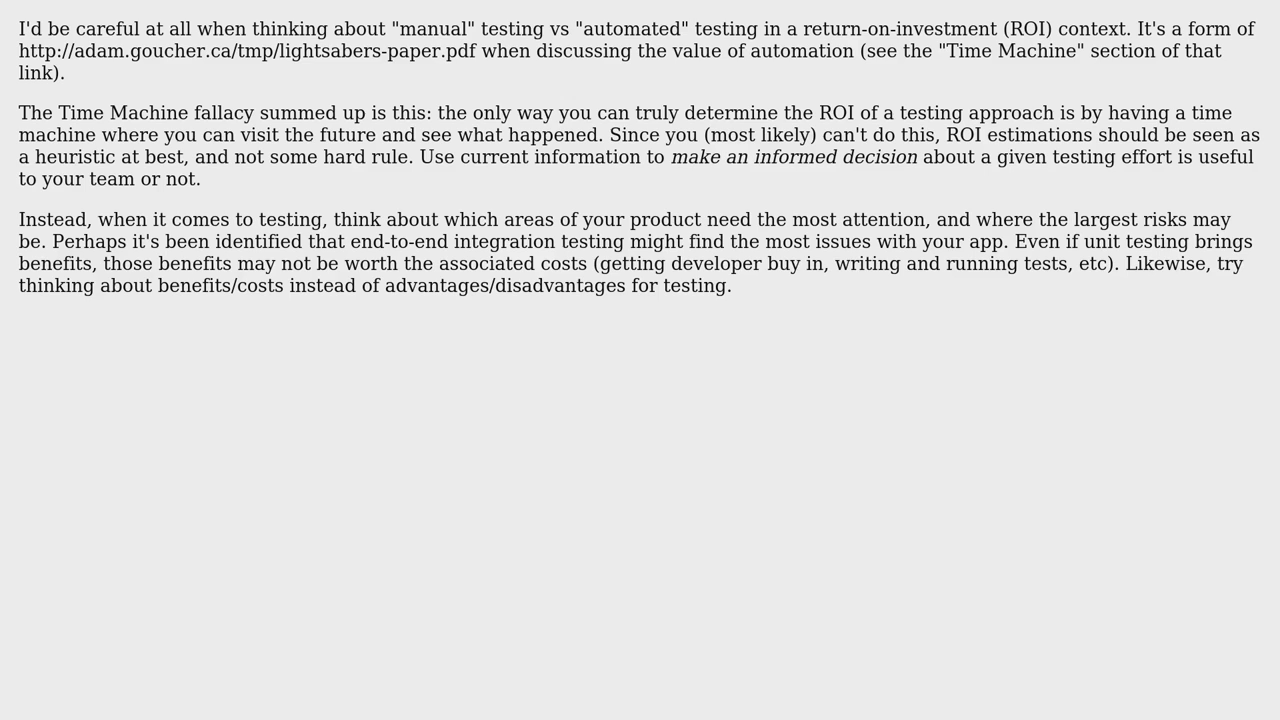 I'd be careful at all when thinking about "manual" testing vs "automated" testing in a return-on-investment (ROI) context. It's a form of
http://adam.goucher.ca/tmp/lightsabers-paper.pdf when discussing the value of automation (see the "Time Machine" section of that
link).
The Time Machine fallacy summed up is this: the only way you can truly determine the ROI of a testing approach is by having a time
machine where you can visit the future and see what happened. Since you (most likely) can't do this, ROI estimations should be seen as
a heuristic at best, and not some hard rule. Use current information to make an informed decision about a given testing effort is useful
to your team or not.
Instead, when it comes to testing, think about which areas of your product need the most attention, and where the largest risks may
be. Perhaps it's been identified that end-to-end integration testing might find the most issues with your app. Even if unit testing brings
benefits, those benefits may not be worth the associated costs (getting developer buy in, writing and running tests, etc). Likewise, try
thinking about benefits/costs instead of advantages/disadvantages for testing.